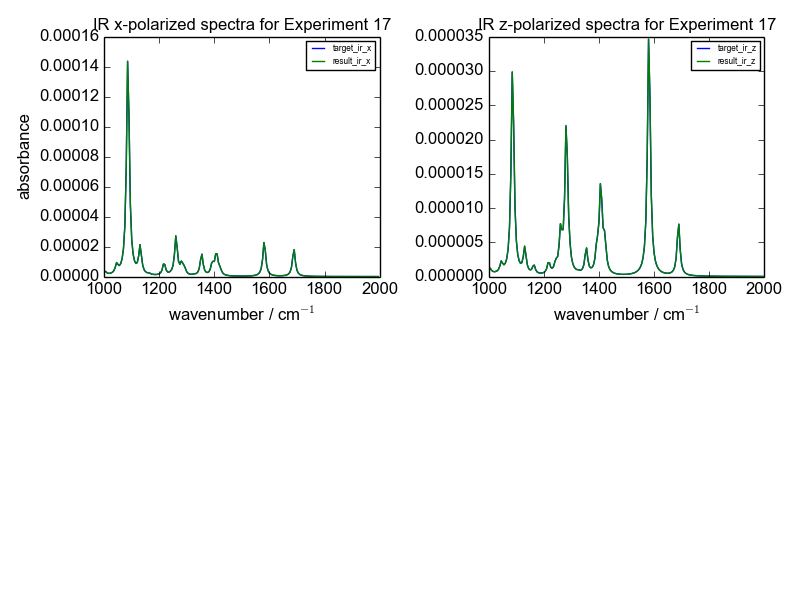 IR x-polarized spectra for Experiment 17
0.00016
0.00014
0.00012
0.00010
0.00008
0.00006
0.00004
0.00002
0.00000
absorbance
target_ir_x
result_ir_x
1000 1200 1400 1600 1800 2000
wavenumber / cm⁻¹
IR z-polarized spectra for Experiment 17
0.000035
0.000030
0.000025
0.000020
0.000015
0.000010
0.000005
0.000000
target_ir_z
result_ir_z
1000 1200 1400 1600 1800 2000
wavenumber / cm⁻¹